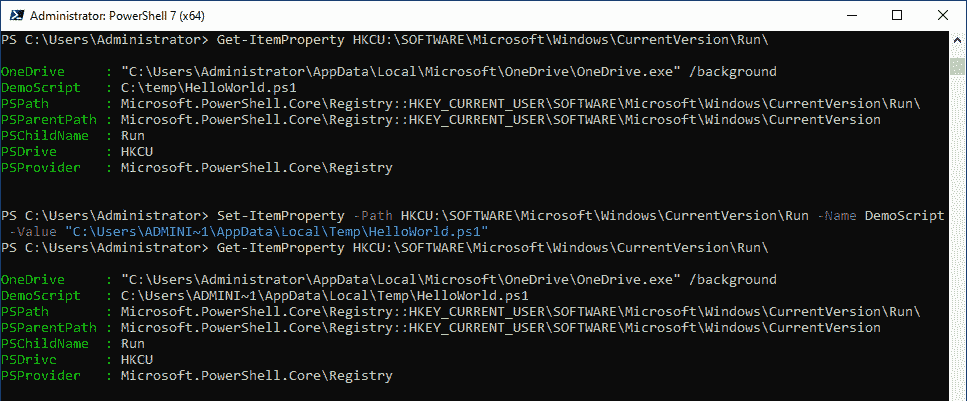 Administrator: PowerShell 7 (x64)
PS C:\Users\Administrator> Get-ItemProperty HKCU:\SOFTWARE\Microsoft\Windows\CurrentVersion\Run\
OneDrive     : "C:\Users\Administrator\AppData\Local\Microsoft\OneDrive\OneDrive.exe" /background
DemoScript   : C:\temp\HelloWorld.ps1
PSPath       : Microsoft.PowerShell.Core\Registry::HKEY_CURRENT_USER\SOFTWARE\Microsoft\Windows\CurrentVersion\Run\
PSParentPath : Microsoft.PowerShell.Core\Registry::HKEY_CURRENT_USER\SOFTWARE\Microsoft\Windows\CurrentVersion
PSChildName  : Run
PSDrive      : HKCU
PSProvider   : Microsoft.PowerShell.Core\Registry
PS C:\Users\Administrator> Set-ItemProperty -Path HKCU:\SOFTWARE\Microsoft\Windows\CurrentVersion\Run -Name DemoScript
-Value "C:\Users\ADMINI~1\AppData\Local\Temp\HelloWorld.ps1"
PS C:\Users\Administrator> Get-ItemProperty HKCU:\SOFTWARE\Microsoft\Windows\CurrentVersion\Run\
OneDrive     : "C:\Users\Administrator\AppData\Local\Microsoft\OneDrive\OneDrive.exe" /background
DemoScript   : C:\Users\ADMINI~1\AppData\Local\Temp\HelloWorld.ps1
PSPath       : Microsoft.PowerShell.Core\Registry::HKEY_CURRENT_USER\SOFTWARE\Microsoft\Windows\CurrentVersion\Run\
PSParentPath : Microsoft.PowerShell.Core\Registry::HKEY_CURRENT_USER\SOFTWARE\Microsoft\Windows\CurrentVersion
PSChildName  : Run
PSDrive      : HKCU
PSProvider   : Microsoft.PowerShell.Core\Registry